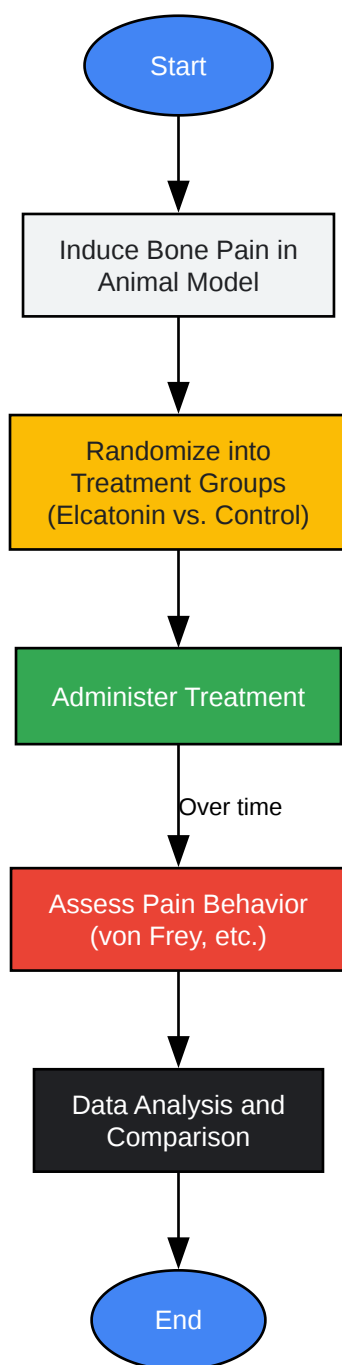 Start
Induce Bone Pain in
Animal Model
Randomize into
Treatment Groups
(Elcatonin vs. Control)
Administer Treatment
Over time
Assess Pain Behavior
(von Frey, etc.)
Data Analysis and
Comparison
End